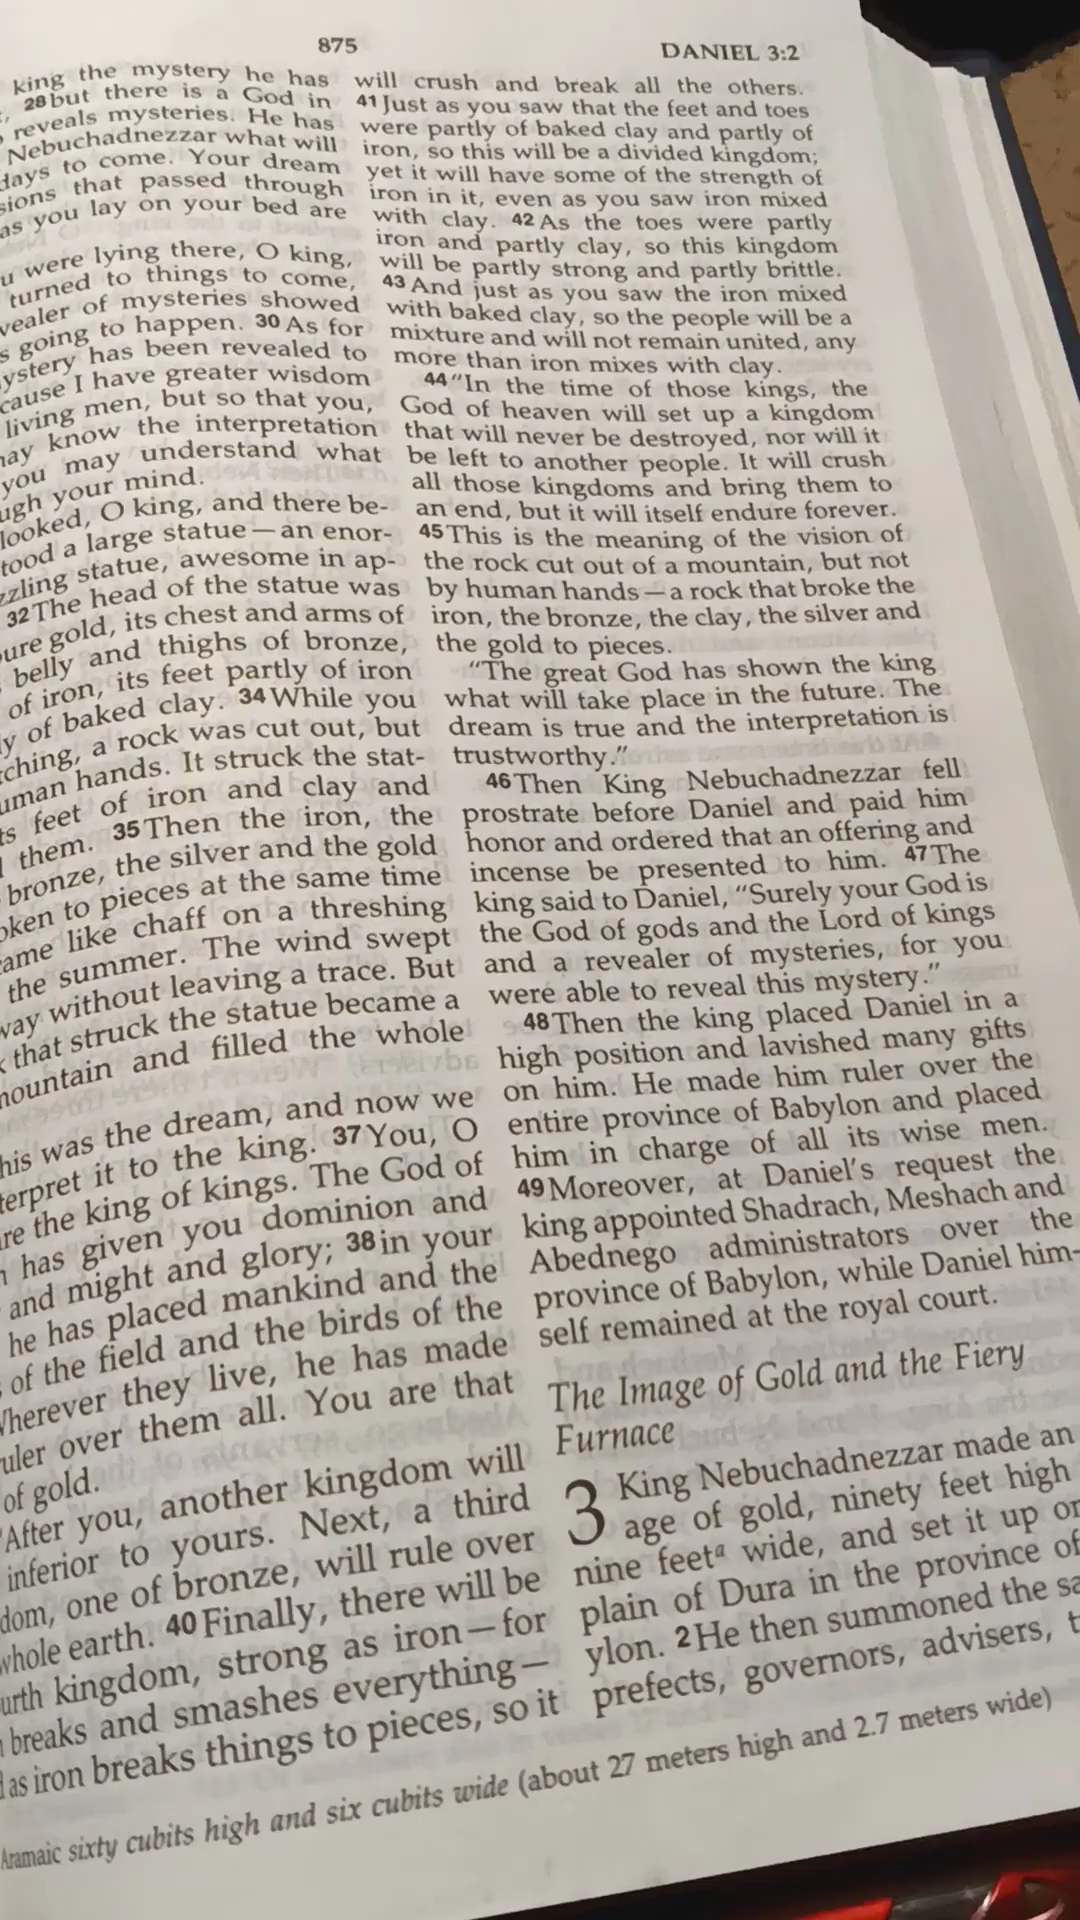 875
DANIEL 3:2
king the mystery he has
28 but there is a God in
reveals mysteries. He has
Nebuchadnezzar what will
days to come. Your dream
that passed through
as you lay on your bed are
were lying there, O king,
turned to things to come,
of mysteries showed
going to happen. 30 As for
has been revealed to
I have greater wisdom
living men, but so that you,
know the interpretation
you may understand what
your mind.
looked, O king, and there be-
a large statue—an enor-
statue, awesome in ap-
32 The head of the statue was
gold, its chest and arms of
belly and thighs of bronze,
of iron, its feet partly of iron
of baked clay. 34 While you
a rock was cut out, but
hands. It struck the stat-
feet of iron and clay and
them. 35 Then the iron, the
bronze, the silver and the gold
to pieces at the same time
like chaff on a threshing
the summer. The wind swept
without leaving a trace. But
that struck the statue became a
and filled the whole
was the dream, and now we
it to the king. 37 You, O
the king of kings. The God of
has given you dominion and
and might and glory; 38 in your
he has placed mankind and the
of the field and the birds of the
they live, he has made
over them all. You are that
of gold.
"After you, another kingdom will
inferior to yours. Next, a third
one of bronze, will rule over
whole earth. 40 Finally, there will be
kingdom, strong as iron—for
breaks and smashes everything—
as iron breaks things to pieces, so it
will crush and break all the others.
41 Just as you saw that the feet and toes
were partly of baked clay and partly of
iron, so this will be a divided kingdom;
yet it will have some of the strength of
iron in it, even as you saw iron mixed
with clay. 42 As the toes were partly
iron and partly clay, so this kingdom
will be partly strong and partly brittle.
43 And just as you saw the iron mixed
with baked clay, so the people will be a
mixture and will not remain united, any
more than iron mixes with clay.
44 "In the time of those kings, the
God of heaven will set up a kingdom
that will never be destroyed, nor will it
be left to another people. It will crush
all those kingdoms and bring them to
an end, but it will itself endure forever.
45 This is the meaning of the vision of
the rock cut out of a mountain, but not
by human hands—a rock that broke the
iron, the bronze, the clay, the silver and
the gold to pieces.
"The great God has shown the king
what will take place in the future. The
dream is true and the interpretation is
trustworthy."
46 Then King Nebuchadnezzar fell
prostrate before Daniel and paid him
honor and ordered that an offering and
incense be presented to him. 47 The
king said to Daniel, "Surely your God is
the God of gods and the Lord of kings
and a revealer of mysteries, for you
were able to reveal this mystery."
48 Then the king placed Daniel in a
high position and lavished many gifts
on him. He made him ruler over the
entire province of Babylon and placed
him in charge of all its wise men.
49 Moreover, at Daniel's request the
king appointed Shadrach, Meshach and
Abednego administrators over the
province of Babylon, while Daniel him-
self remained at the royal court.
The Image of Gold and the Fiery
Furnace
3 King Nebuchadnezzar made an
age of gold, ninety feet high
nine feetª wide, and set it up
plain of Dura in the province of
ylon. 2 He then summoned the
prefects, governors, advisers,
Aramaic sixty cubits high and six cubits wide (about 27 meters high and 2.7 meters wide)